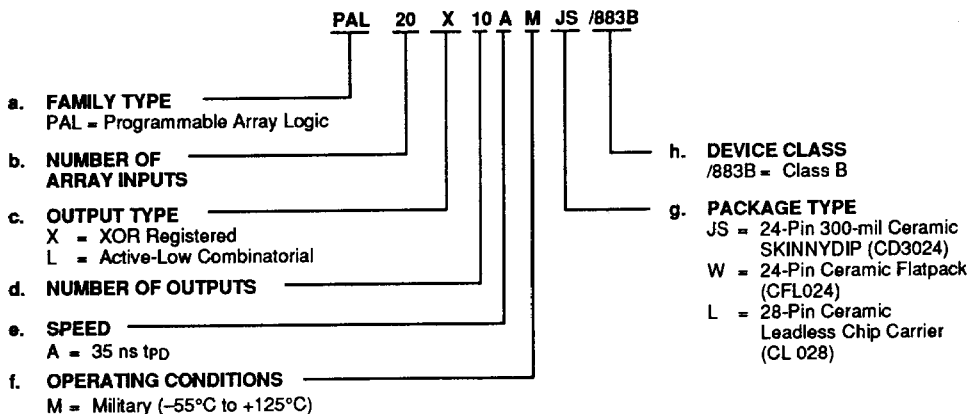 PAL 20 X 10 A M JS /883B
a. FAMILY TYPE
PAL = Programmable Array Logic
b. NUMBER OF
ARRAY INPUTS
c. OUTPUT TYPE
X = XOR Registered
L = Active-Low Combinatorial
d. NUMBER OF OUTPUTS
e. SPEED
A = 35 ns tPD
f. OPERATING CONDITIONS
M = Military (–55°C to +125°C)
h. DEVICE CLASS
/883B = Class B
g. PACKAGE TYPE
JS = 24-Pin 300-mil Ceramic
SKINNYDIP (CD3024)
W = 24-Pin Ceramic Flatpack
(CFL024)
L = 28-Pin Ceramic
Leadless Chip Carrier
(CL 028)